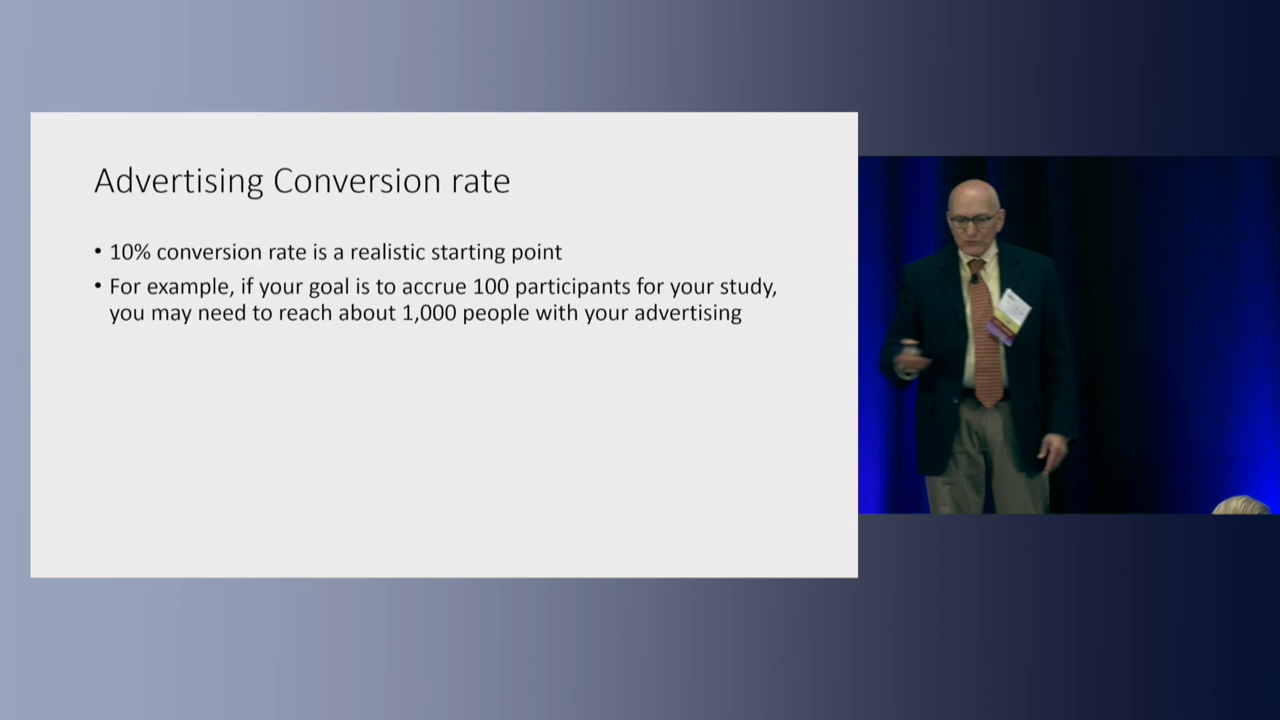 Advertising Conversion rate
• 10% conversion rate is a realistic starting point
• For example, if your goal is to accrue 100 participants for your study,
you may need to reach about 1,000 people with your advertising